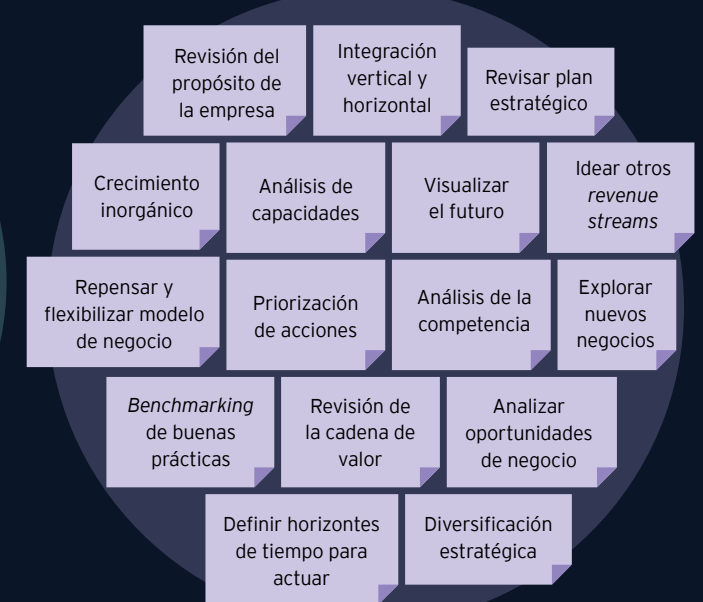 Revisión del
propósito de
la empresa
Integración
vertical y
horizontal
Revisar plan
estratégico
Crecimiento
inorgánico
Análisis de
capacidades
Visualizar
el futuro
Idear otros
revenue
streams
Repensar y
flexibilizar modelo
de negocio
Priorización
de acciones
Análisis de la
competencia
Explorar
nuevos
negocios
Benchmarking
de buenas
prácticas
Revisión de
la cadena de
valor
Analizar
oportunidades
de negocio
Definir horizontes
de tiempo para
actuar
Diversificación
estratégica